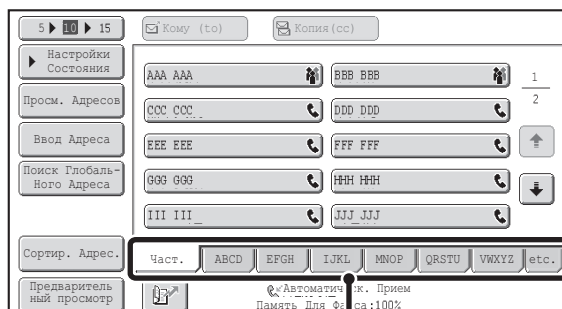 5 10 15
Кому (to)
Копия(cc)
Настройки
Состояния
Просм. Адресов
Ввод Адреса
Поиск Глобаль-
Ного Адреса
Сортир. Адрес.
Предваритель
ный просмотр
AAA AAA
BBB BBB
CCC CCC
DDD DDD
EEE EEE
FFF FFF
GGG GGG
HHH HHH
III III
JJJ JJJ
1
2
Част.
ABCD
EFGH
IJKL
MNOP
QRSTU
VWXYZ
etc.
Прием
Память Для :100%